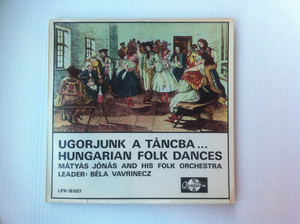 UGORJUNK A TÁNCBA...
HUNGARIAN FOLK DANCES
MÁTYÁS JÓNÁS AND HIS FOLK ORCHESTRA
LEADER: BÉLA VAVRINECZ
LPX 18007